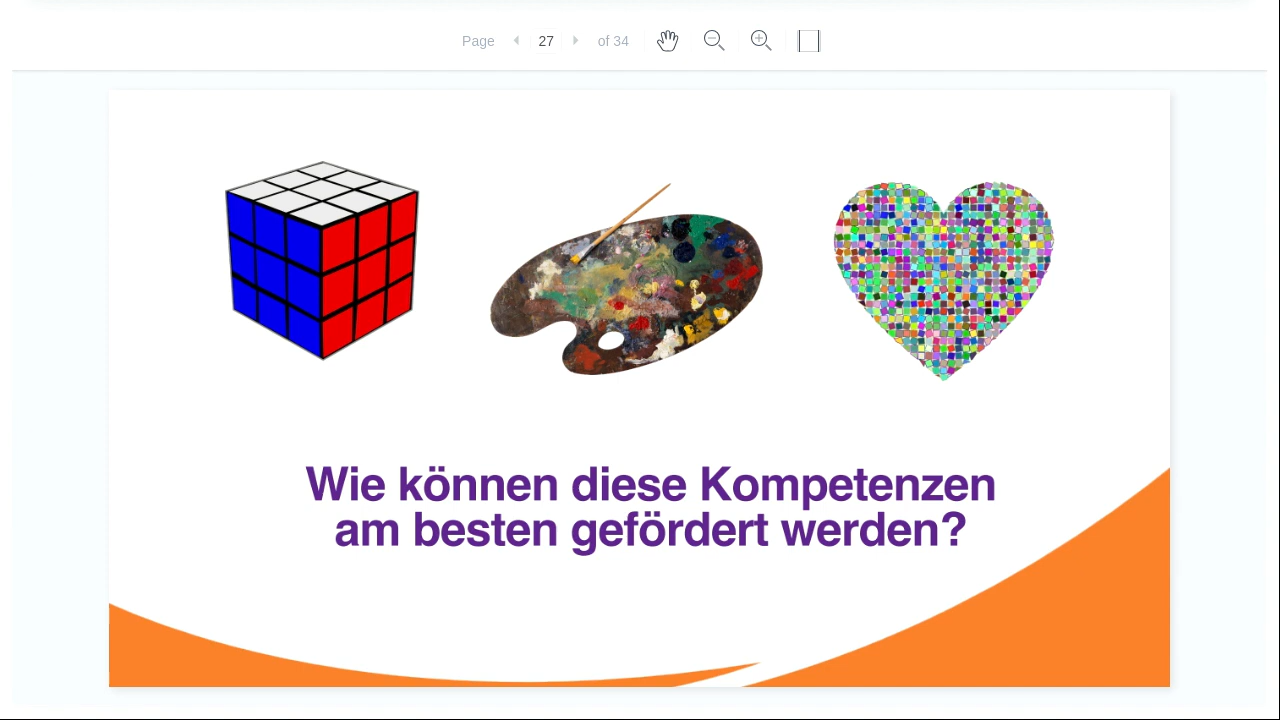 Page 27 of 34
Wie können diese Kompetenzen
am besten gefördert werden?